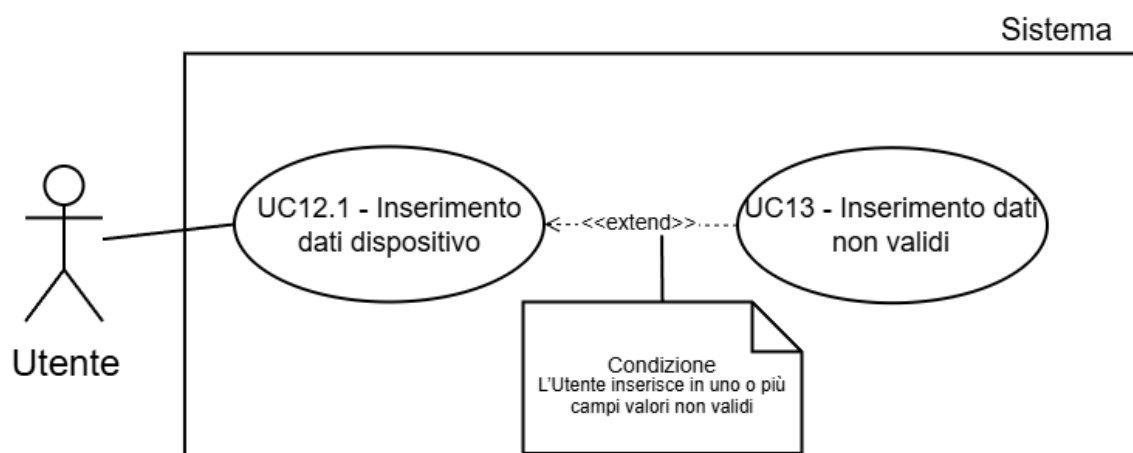 Sistema
UC12.1 - Inserimento
dati dispositivo
<<extend>>
UC13 - Inserimento dati
non validi
Utente
Condizione
L'Utente inserisce in uno o più
campi valori non validi